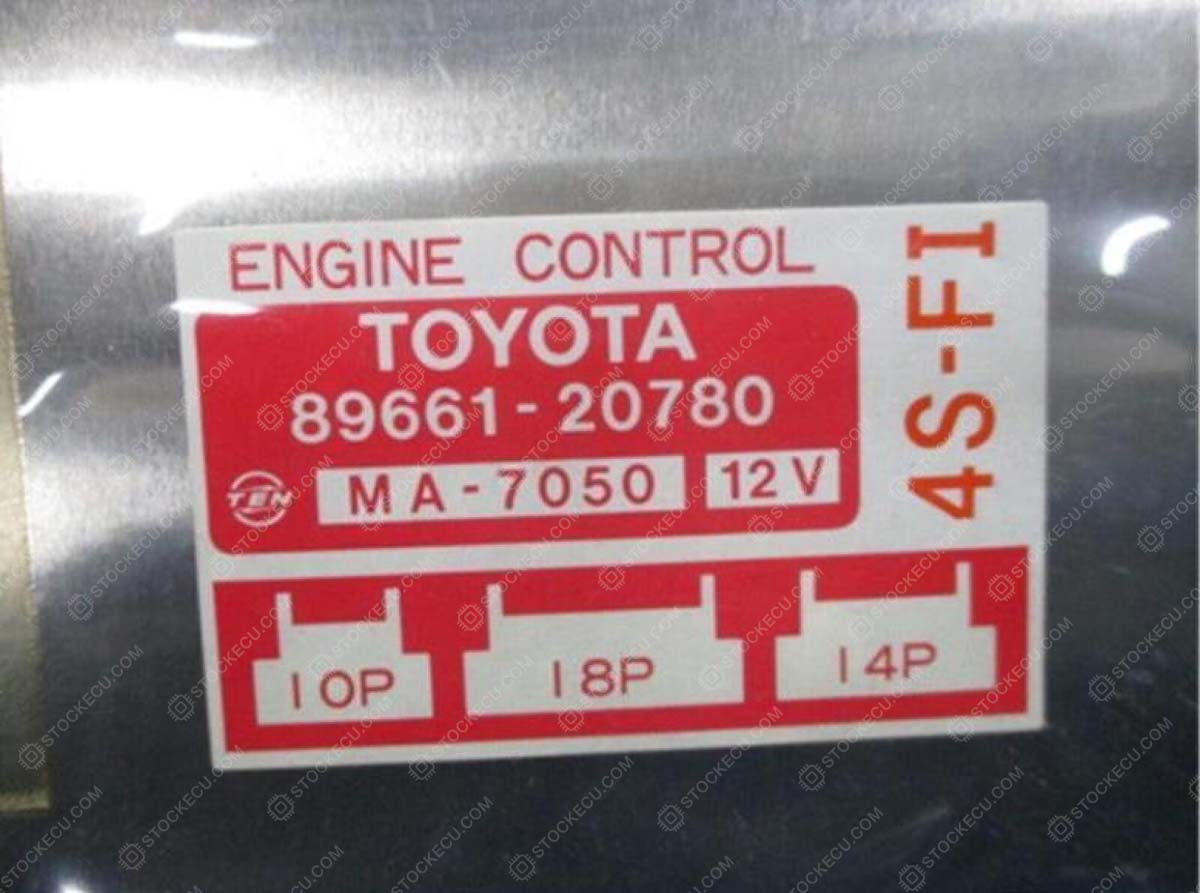 ENGINE CONTROL
TOYOTA
89661-20780
TEN
MA-7050
12V
4S-FI
10P
18P
14P
STOCKECU.COM